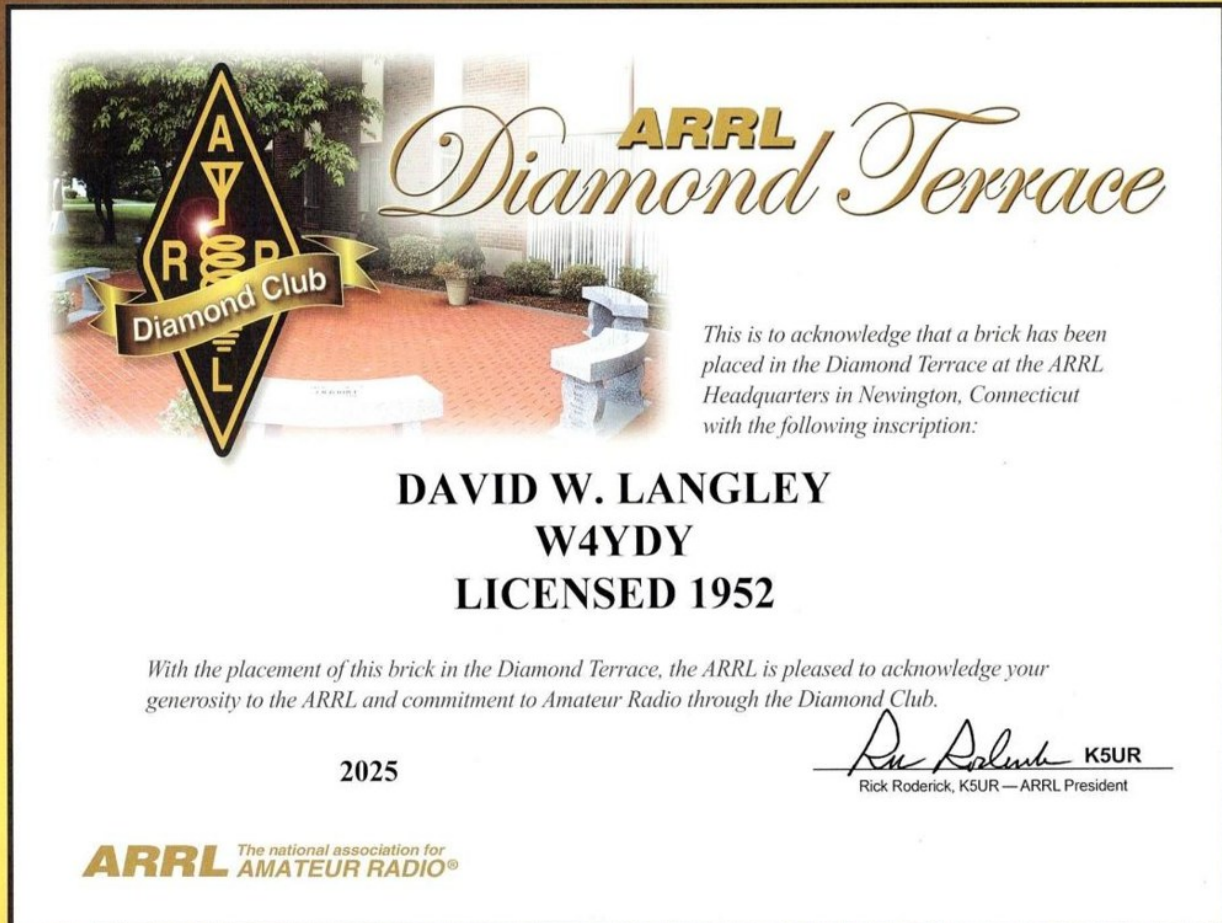 ARRL
Diamond Terrace
A
R R
Diamond Club
L
This is to acknowledge that a brick has been
placed in the Diamond Terrace at the ARRL
Headquarters in Newington, Connecticut
with the following inscription:
DAVID W. LANGLEY
W4YDY
LICENSED 1952
With the placement of this brick in the Diamond Terrace, the ARRL is pleased to acknowledge your
generosity to the ARRL and commitment to Amateur Radio through the Diamond Club.
2025
Ric Roderick K5UR
Rick Roderick, K5UR — ARRL President
ARRL The national association for
AMATEUR RADIO®